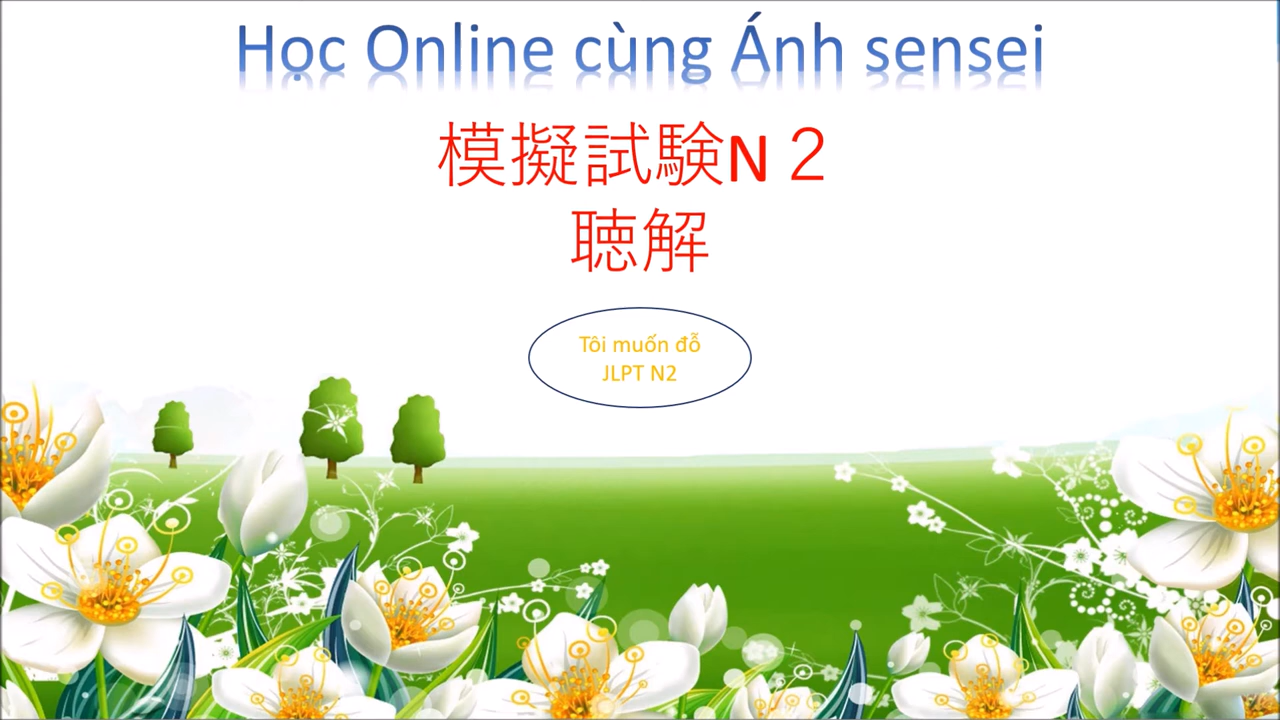 Học Online cùng Ánh sensei
模擬試験N２
聴解
Tôi muốn đỗ
JLPT N2